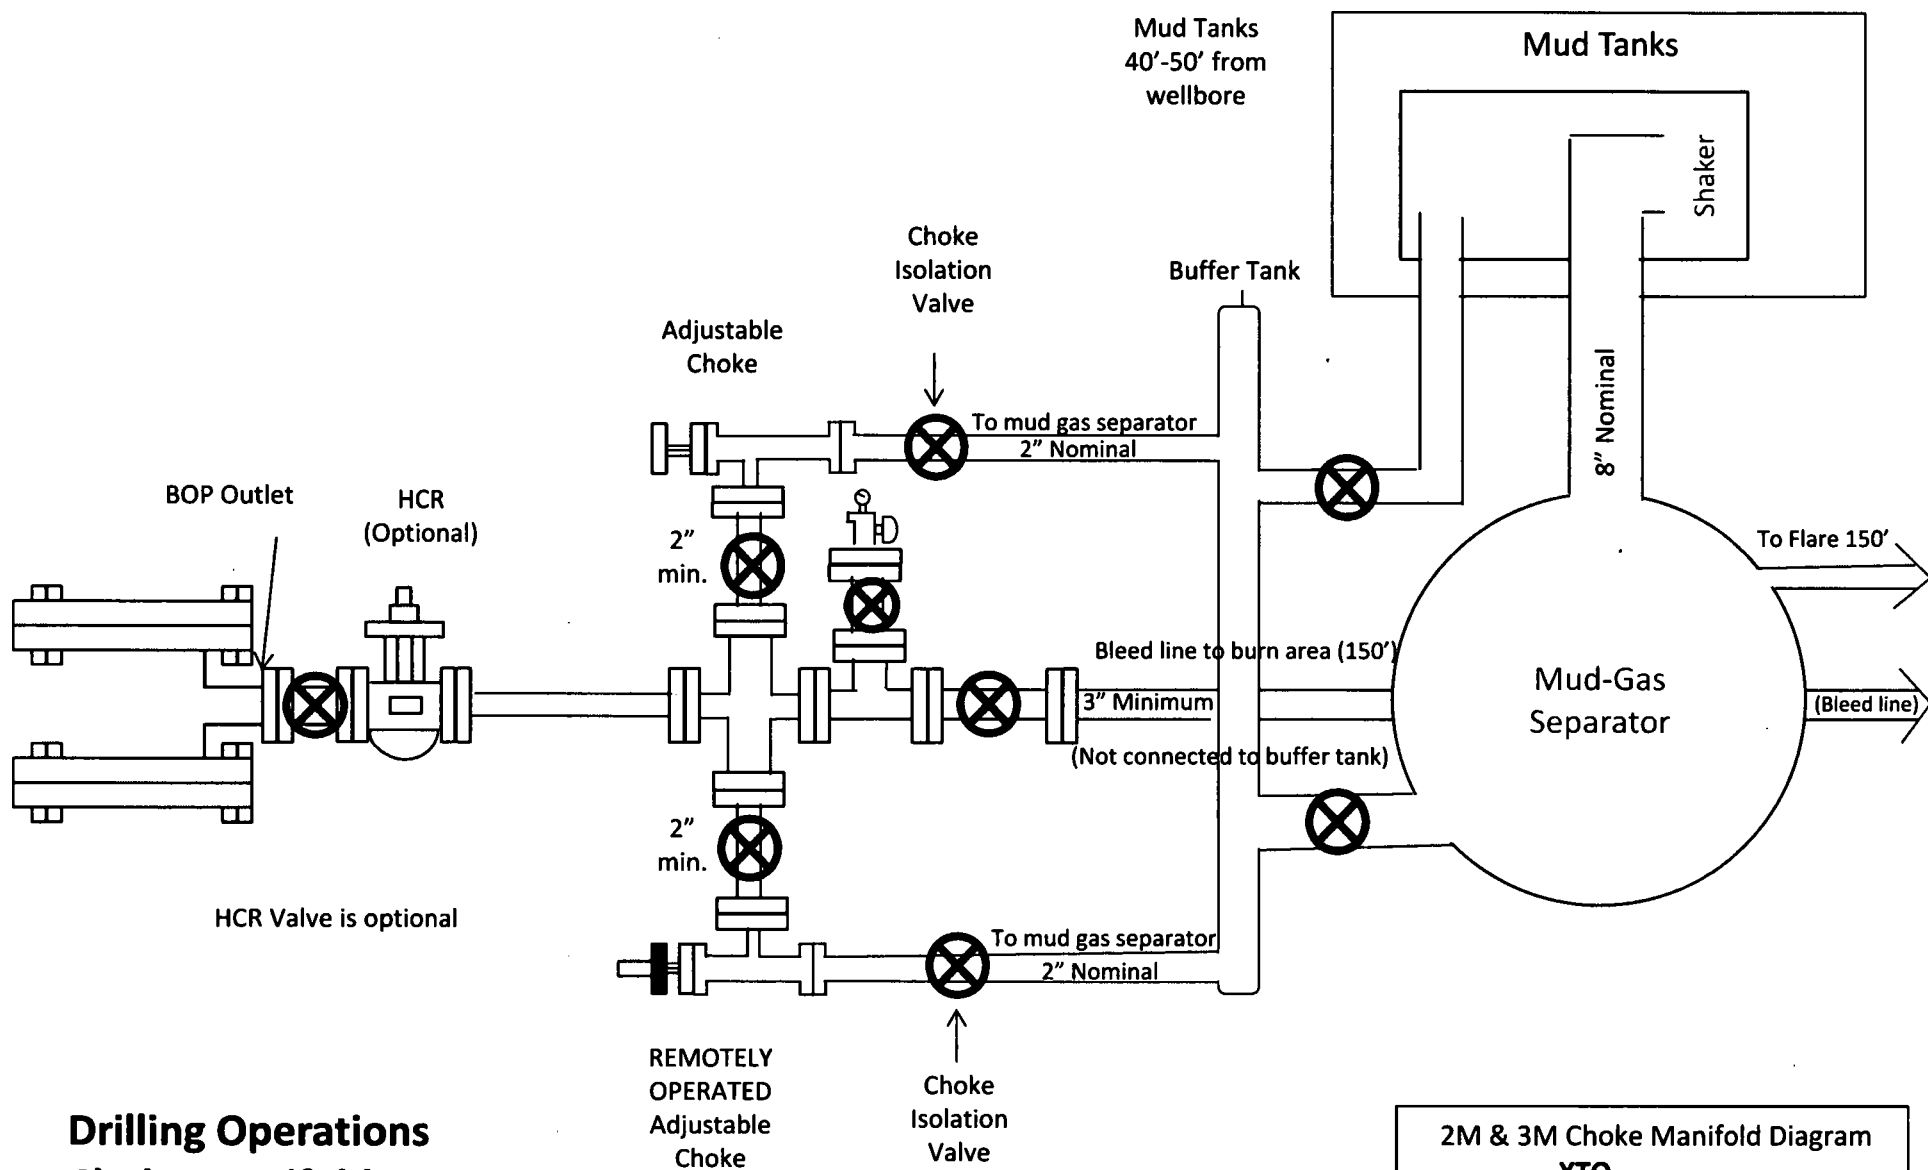 Mud Tanks
40'-50' from
wellbore
Mud Tanks
Shaker
Choke
Isolation
Valve
Buffer Tank
Adjustable
Choke
To mud gas separator
2" Nominal
8" Nominal
BOP Outlet
HCR
(Optional)
2"
min.
To Flare 150'
Bleed line to burn area (150')
3" Minimum
(Not connected to buffer tank)
Mud-Gas
Separator
(Bleed line)
2"
min.
HCR Valve is optional
To mud gas separator
2" Nominal
REMOTELY
OPERATED
Adjustable
Choke
Choke
Isolation
Valve
Drilling Operations
2M & 3M Choke Manifold Diagram
XTO